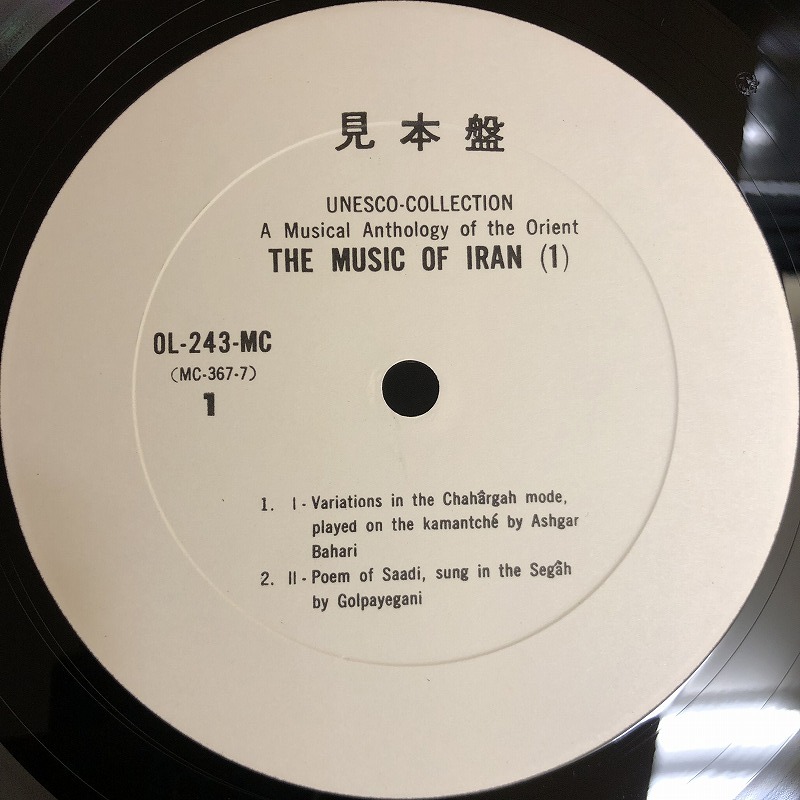 見本盤
UNESCO-COLLECTION
A Musical Anthology of the Orient
THE MUSIC OF IRAN (1)
OL-243-MC
(MC-367-7)
1
1. I - Variations in the Chahârgah mode,
played on the kamantché by Ashgar
Bahari
2. II - Poem of Saadi, sung in the Segâh
by Golpayegani